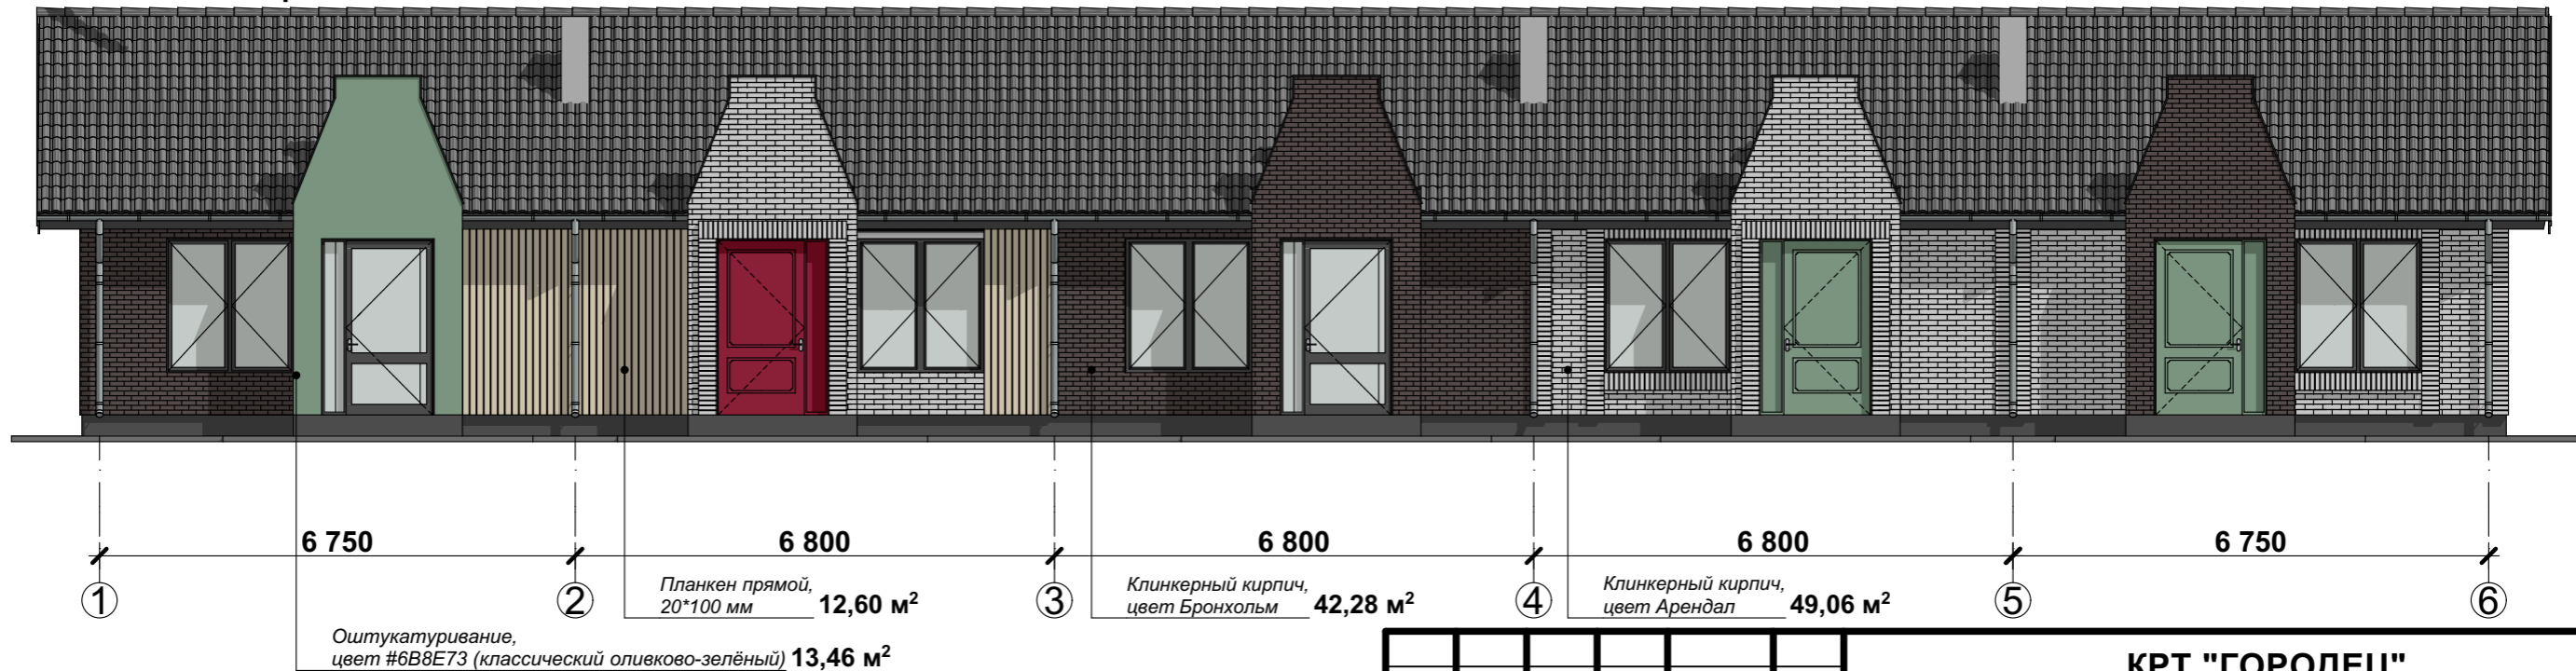 6 750
6 800
6 800
6 800
6 750
1
2
3
4
5
6
Планкен прямой,
20*100 мм 12,60 м²
Клинкерный кирпич,
цвет Бронхольм 42,28 м²
Клинкерный кирпич,
цвет Арендал 49,06 м²
Оштукатуривание,
цвет #6B8E73 (классический оливково-зелёный) 13,46 м²
КРТ "ГОРОДЕЦ"